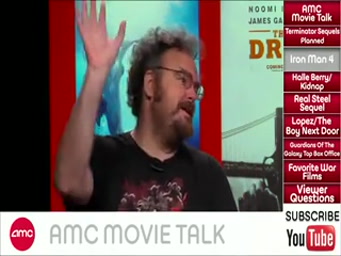 NOOMI
JAMES GA
DR
COMING
AMC
Movie Talk
Terminator Sequels
Planned
Iron Man 4
Halle Berry/
Kidnap
Real Steel
Sequel
Lopez/The
Boy Next Door
Guardians Of The
Galaxy Top Box Office
Favorite War
Films
Viewer
Questions
SUBSCRIBE
YouTube
amc AMC MOVIE TALK